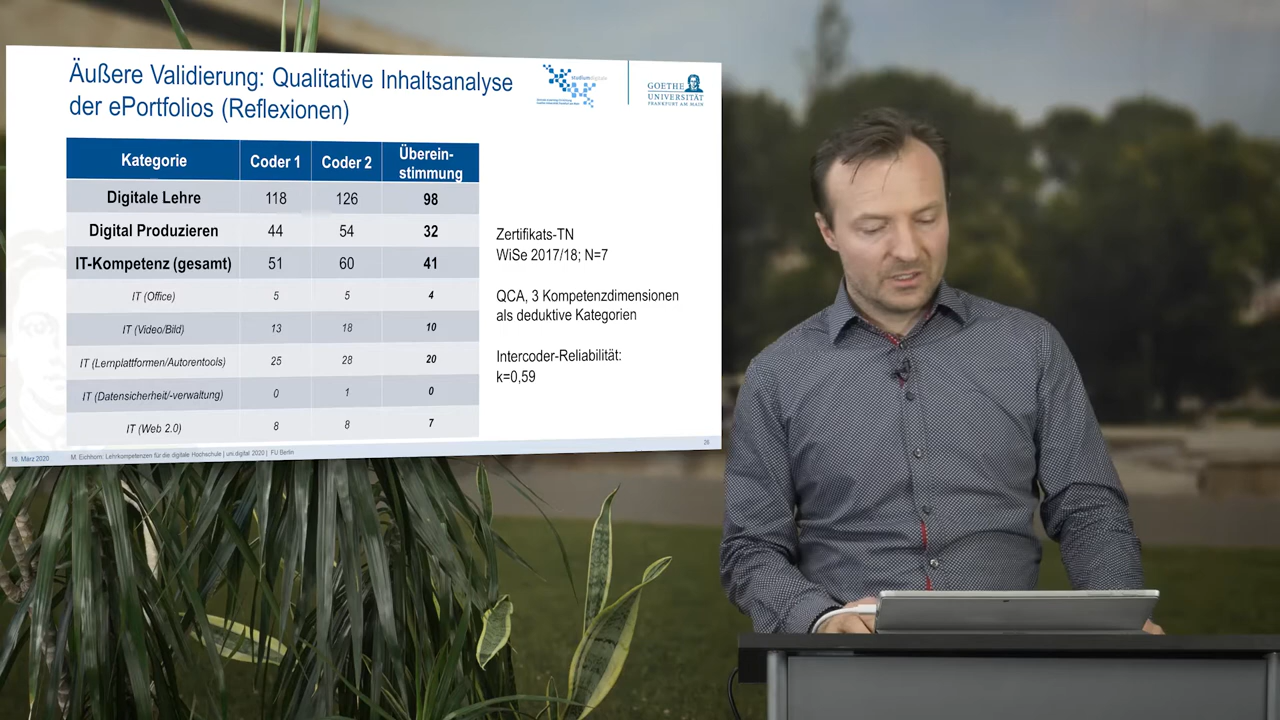 Äußere Validierung: Qualitative Inhaltsanalyse
der ePortfolios (Reflexionen)
studiumdigitale
GOETHE
UNIVERSITÄT
FRANKFURT AM MAIN
Kategorie Coder 1 Coder 2 Überein-
stimmung
Digitale Lehre 118 126 98
Digital Produzieren 44 54 32
IT-Kompetenz (gesamt) 51 60 41
IT (Office) 5 5 4
IT (Video/Bild) 13 18 10
IT (Lernplattformen/Autorentools) 25 28 20
IT (Datensicherheit/-verwaltung) 0 1 0
IT (Web 2.0) 8 8 7
Zertifikats-TN
WiSe 2017/18; N=7
QCA, 3 Kompetenzdimensionen
als deduktive Kategorien
Intercoder-Reliabilität:
k=0,59
18. März 2020 M. Eichhorn: Lehrkompetenzen für die digitale Hochschule | uni.digital 2020 | FU Berlin 26